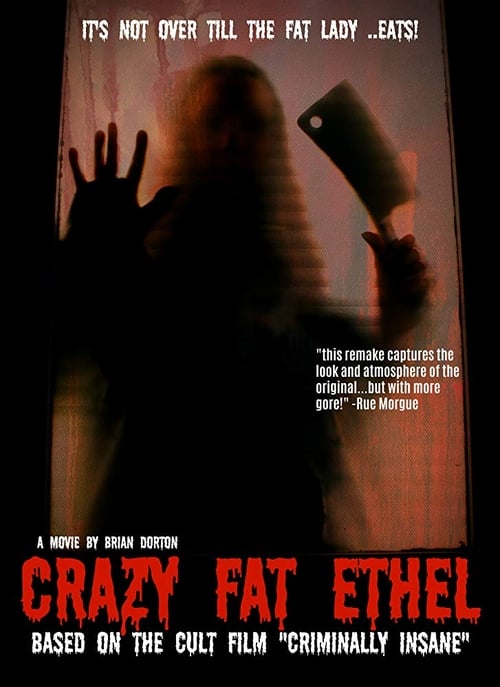 IT'S NOT OVER TILL THE FAT LADY ..EATS!
"this remake captures the
look and atmosphere of the
original...but with more
gore!" -Rue Morgue
A MOVIE BY BRIAN DORTON
CRAZY FAT ETHEL
BASED ON THE CULT FILM "CRIMINALLY INSANE"